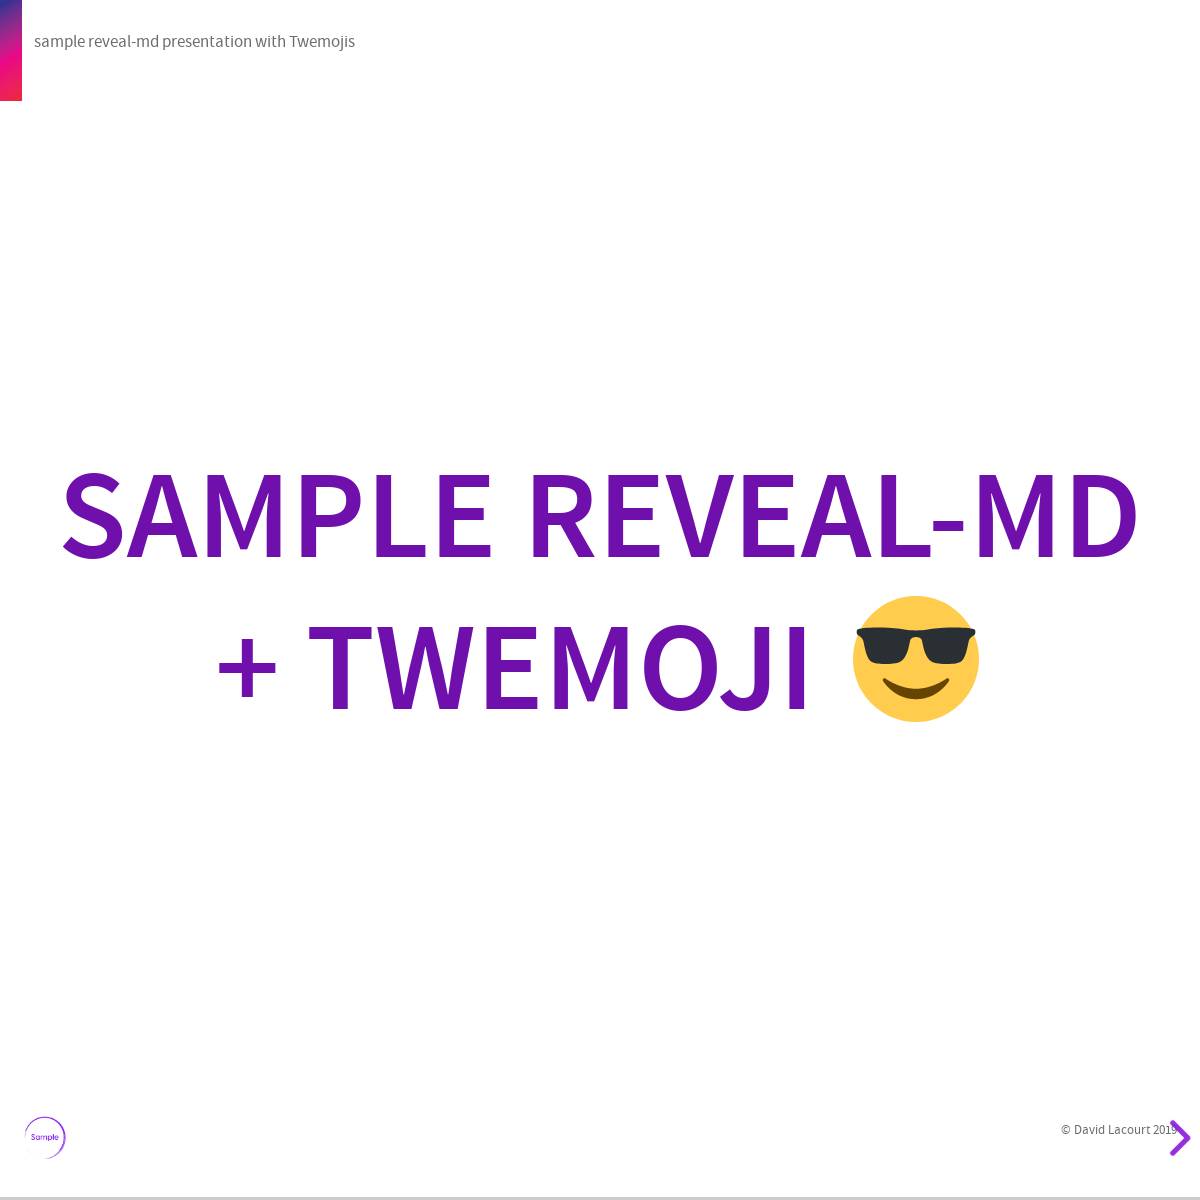 sample reveal-md presentation with Twemojis
SAMPLE REVEAL-MD
+ TWEMOJI 😎
Sample
© David Lacourt 2019